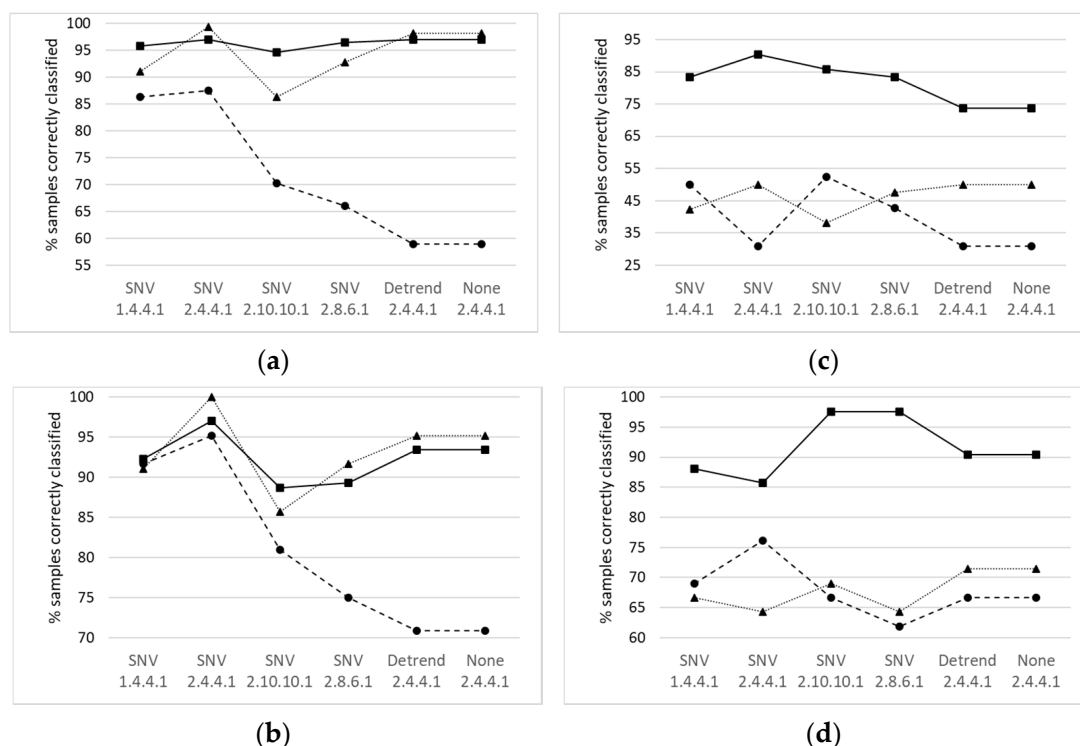 % samples correctly classified
100
95
90
85
80
75
70
65
60
55
SNV SNV SNV SNV Detrend None
1.4.4.1 2.4.4.1 2.10.10.1 2.8.6.1 2.4.4.1 2.4.4.1
(a)
% samples correctly classified
95
85
75
65
55
45
35
25
SNV SNV SNV SNV Detrend None
1.4.4.1 2.4.4.1 2.10.10.1 2.8.6.1 2.4.4.1 2.4.4.1
(c)
% samples correctly classified
100
95
90
85
80
75
70
SNV SNV SNV SNV Detrend None
1.4.4.1 2.4.4.1 2.10.10.1 2.8.6.1 2.4.4.1 2.4.4.1
(b)
% samples correctly classified
100
95
90
85
80
75
70
65
60
SNV SNV SNV SNV Detrend None
1.4.4.1 2.4.4.1 2.10.10.1 2.8.6.1 2.4.4.1 2.4.4.1
(d)